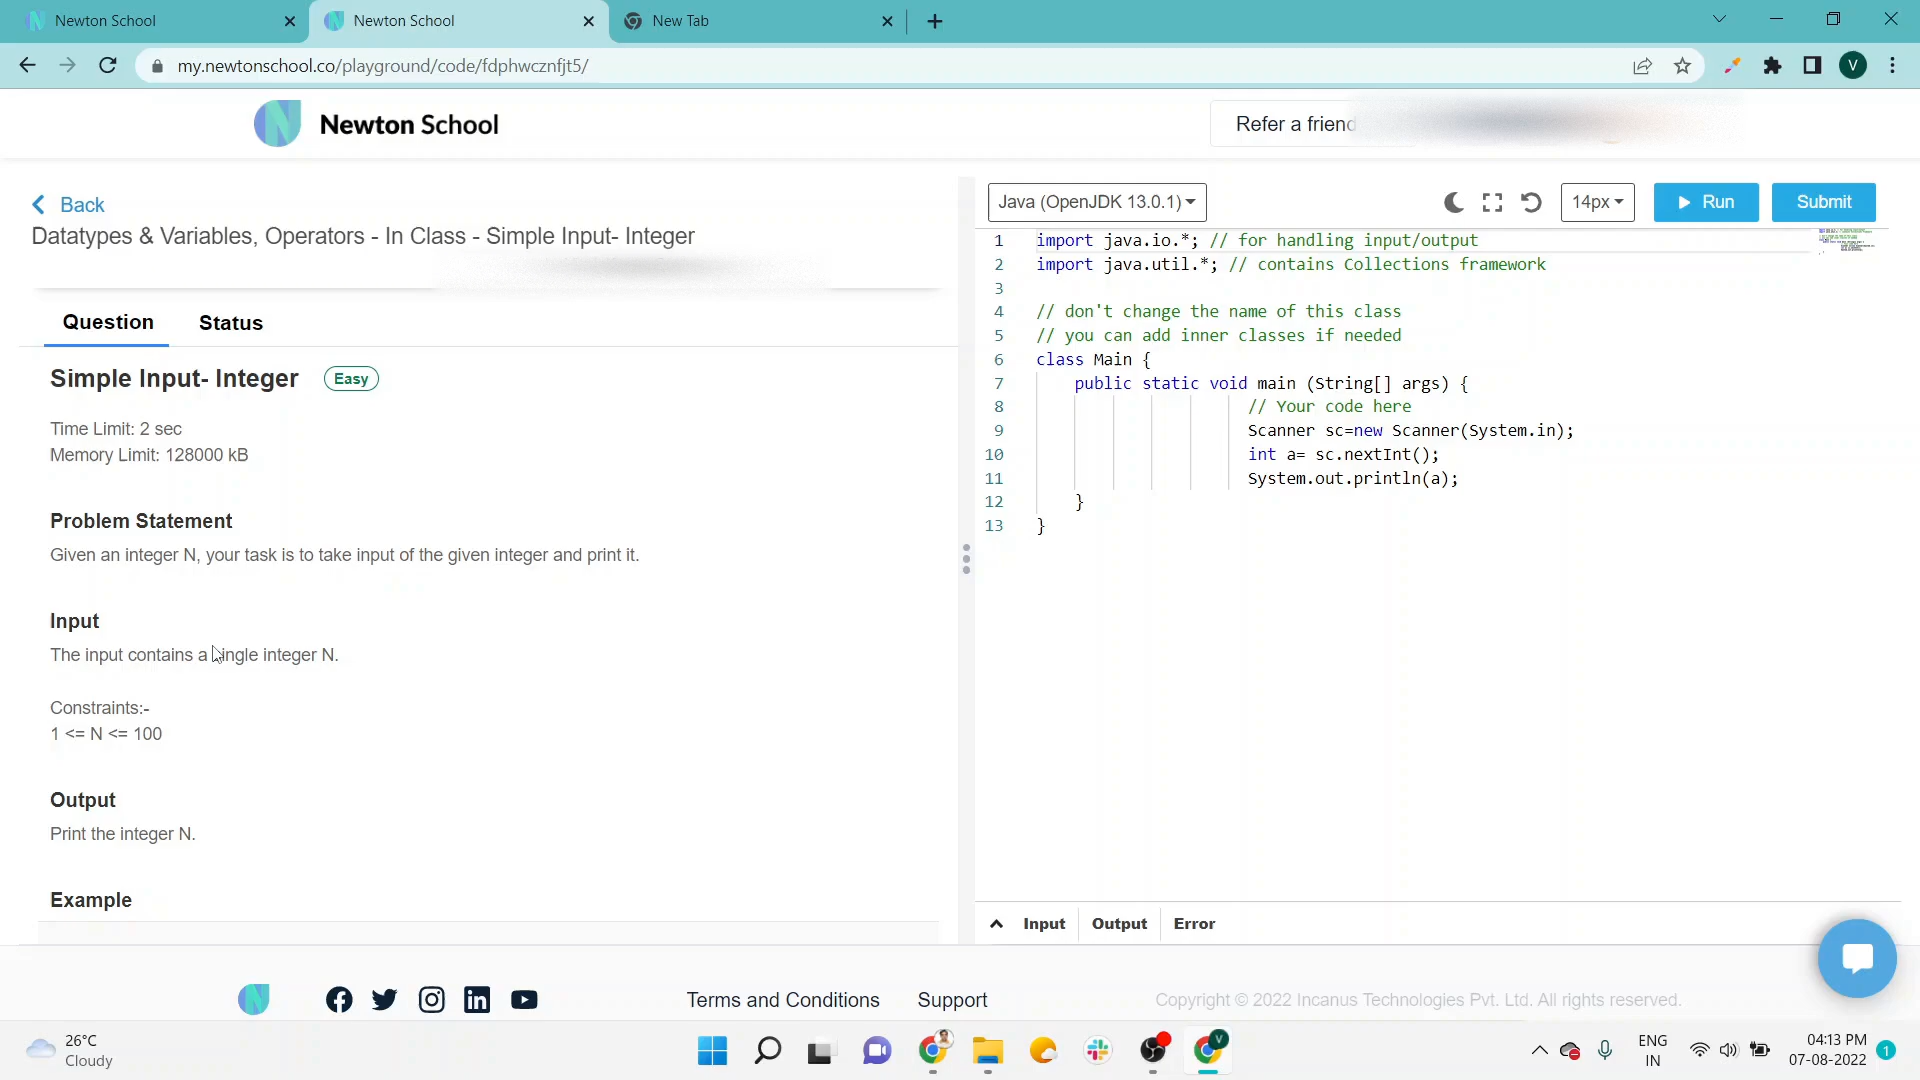 Newton School
Newton School
New Tab
my.newtonschool.co/playground/code/fdphwcznfjt5/
V
Newton School
Refer a friend
Back
Datatypes & Variables, Operators - In Class - Simple Input- Integer
Question Status
Simple Input- Integer Easy
Time Limit: 2 sec
Memory Limit: 128000 kB
Problem Statement
Given an integer N, your task is to take input of the given integer and print it.
Input
The input contains a single integer N.
Constraints:-
1 <= N <= 100
Output
Print the integer N.
Example
Java (OpenJDK 13.0.1)
14px
Run
Submit
1 import java.io.*; // for handling input/output
2 import java.util.*; // contains Collections framework
3
4 // don't change the name of this class
5 // you can add inner classes if needed
6 class Main {
7 public static void main (String[] args) {
8 // Your code here
9 Scanner sc=new Scanner(System.in);
10 int a= sc.nextInt();
11 System.out.println(a);
12 }
13 }
Input Output Error
Terms and Conditions
Support
Copyright © 2022 Incanus Technologies Pvt. Ltd. All rights reserved.
26°C
Cloudy
V
ENG
IN
04:13 PM
07-08-2022
1